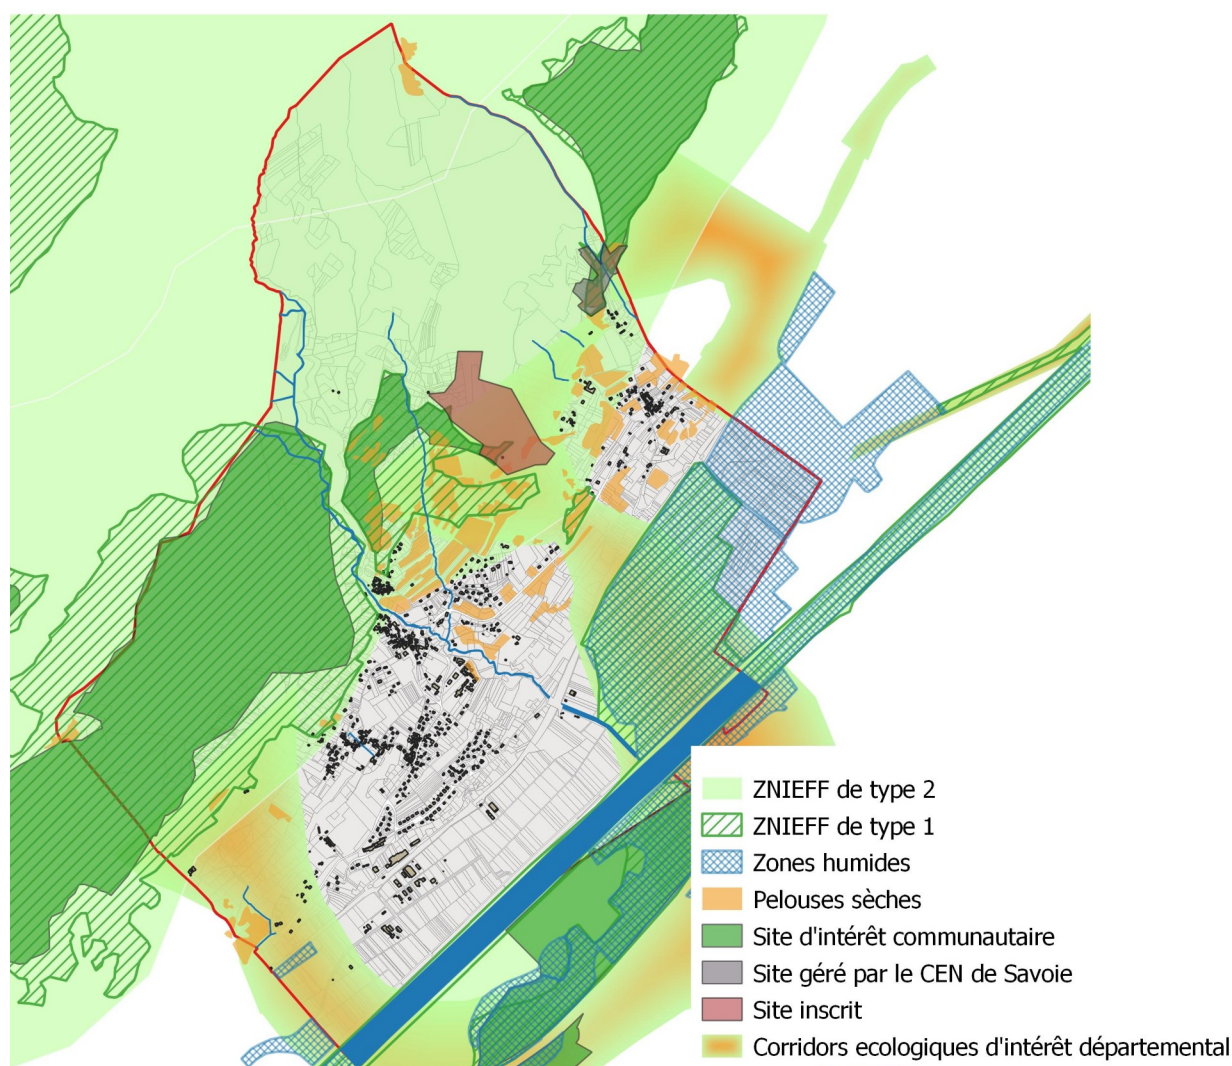 ZNIEFF de type 2
ZNIEFF de type 1
Zones humides
Pelouses sèches
Site d'intérêt communautaire
Site géré par le CEN de Savoie
Site inscrit
Corridors ecologiques d'intérêt départemental